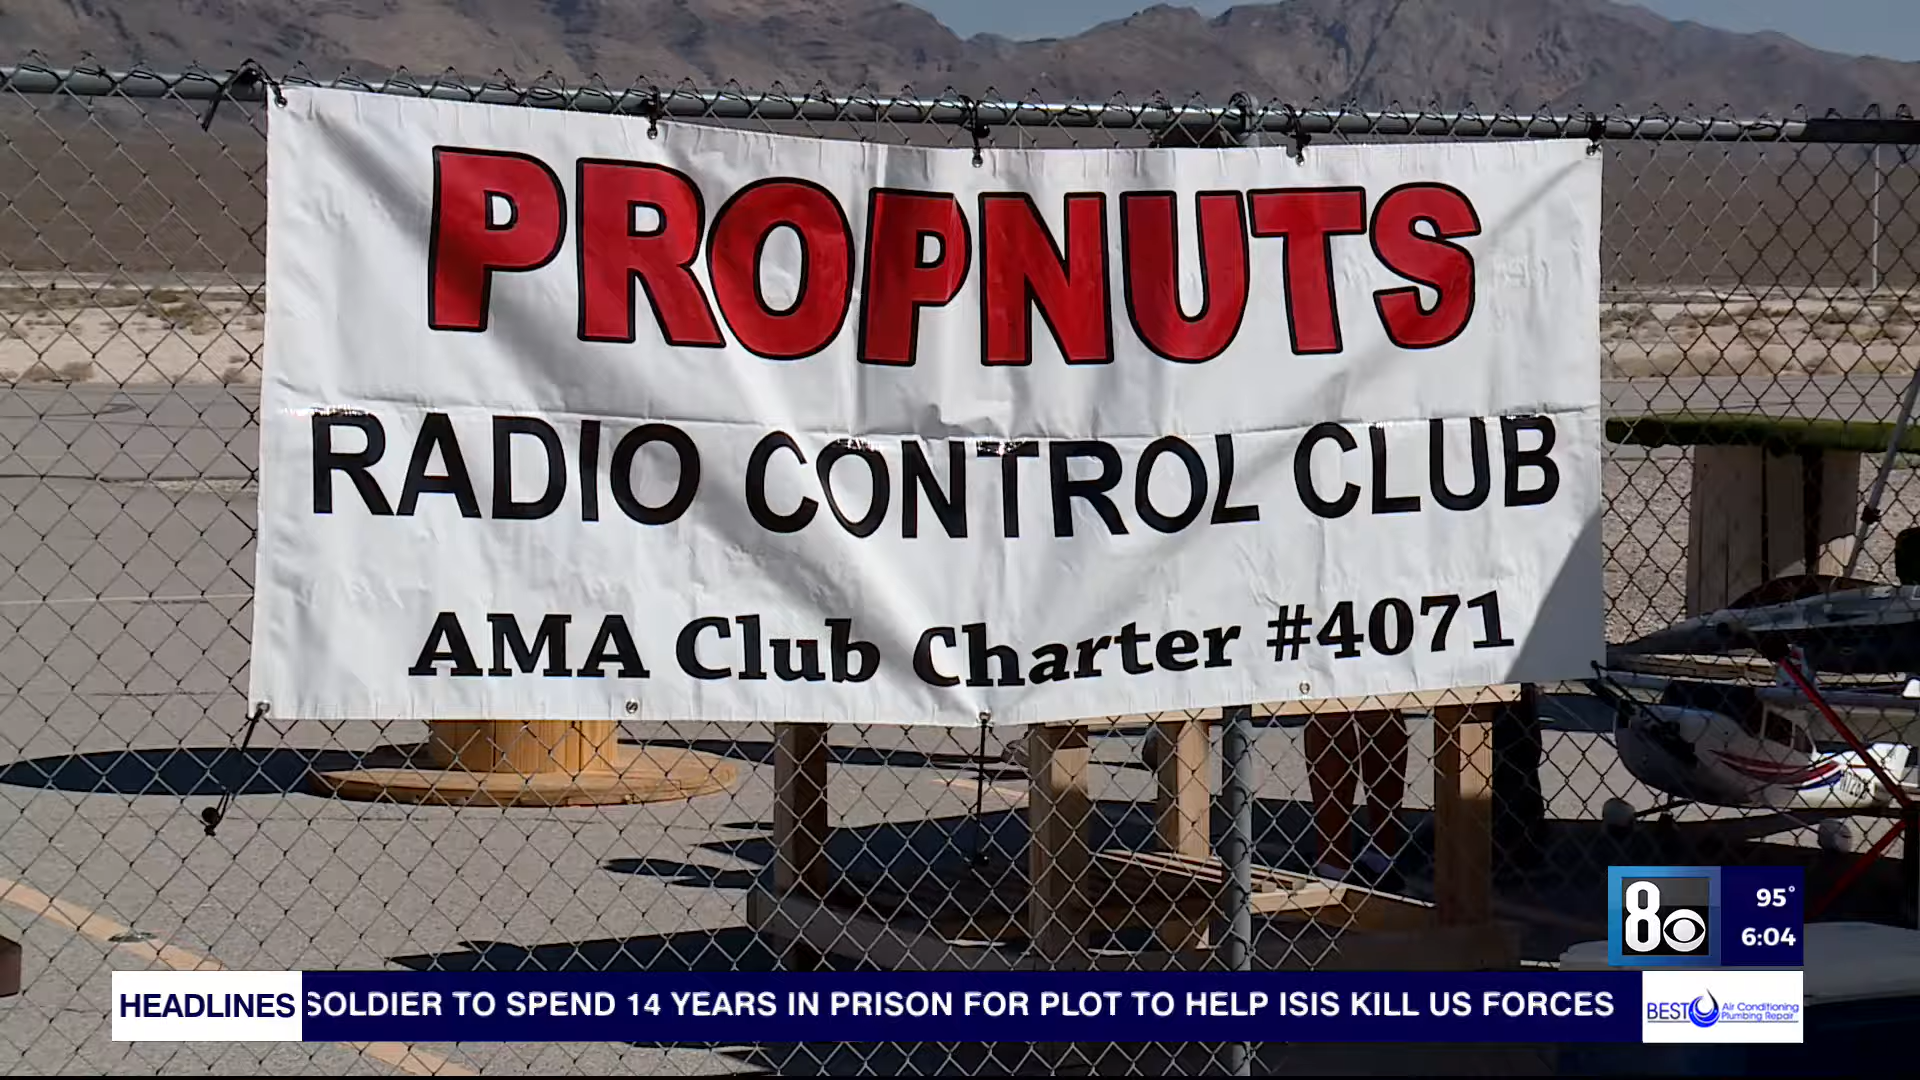 PROPNUTS
RADIO CONTROL CLUB
AMA Club Charter #4071
8
95°
6:04
HEADLINES
SOLDIER TO SPEND 14 YEARS IN PRISON FOR PLOT TO HELP ISIS KILL US FORCES
BEST Air Conditioning
Plumbing Repair